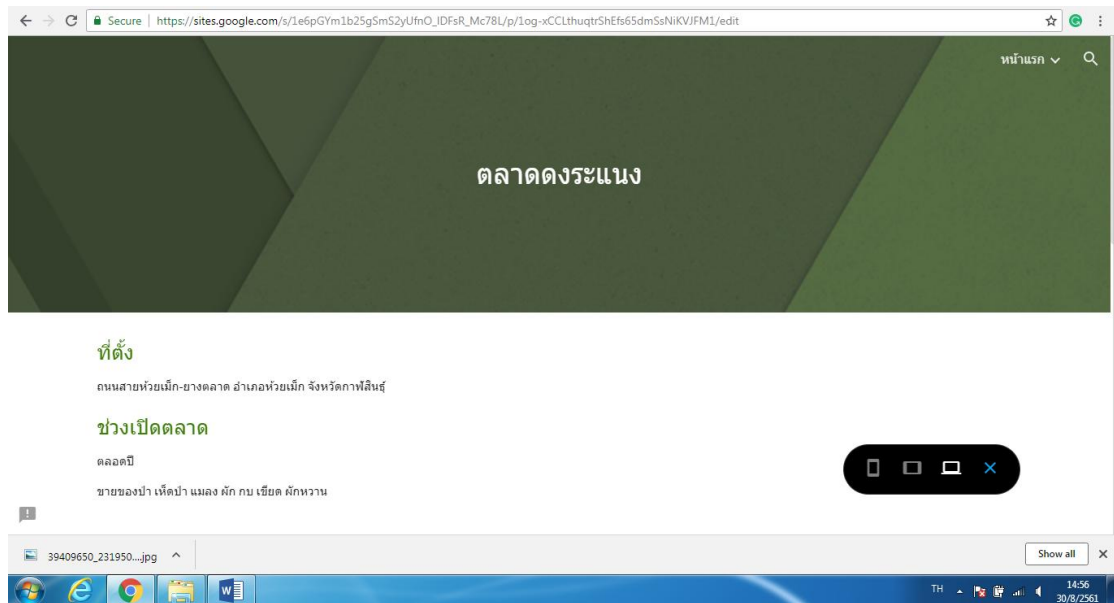 Secure | https://sites.google.com/s/1e6pGYm1b25gSmS2yUfnO_IDFsR_Mc78L/p/1og-xCCLthuqtrShEfs65dmSsNiKVJFM1/edit
หน้าแรก
ตลาดดงระแนง
ที่ตั้ง
ถนนสายห้วยเม็ก-ยางตลาด อำเภอห้วยเม็ก จังหวัดกาฬสินธุ์
ช่วงเปิดตลาด
ตลอดปี
ขายของป่า เห็ดป่า แมลง ผัก กบ เขียด ผักหวาน
39409650_231950....jpg
Show all
TH
14:56
30/8/2561